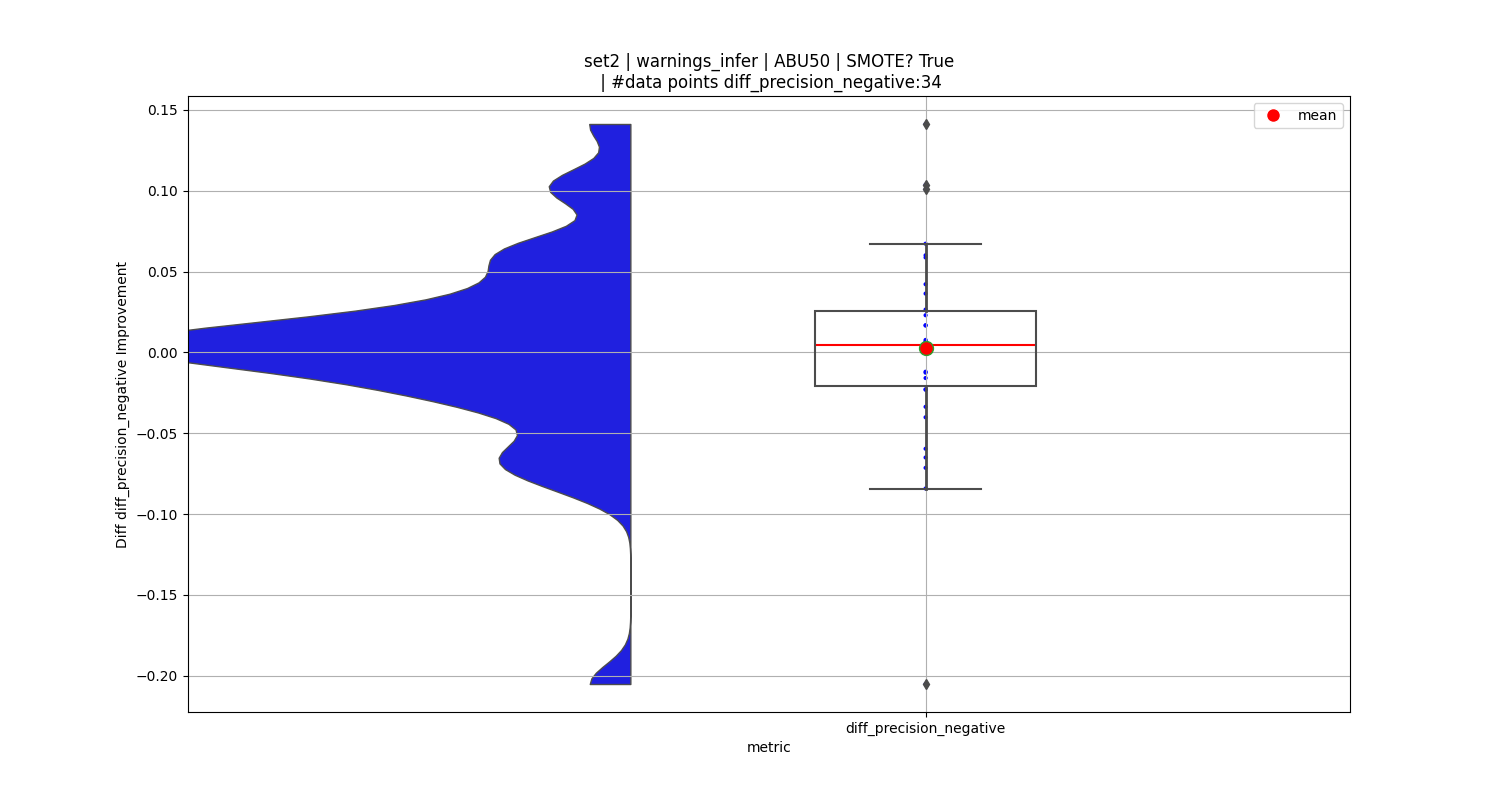 set2 | warnings_infer | ABU50 | SMOTE? True
| #data points diff_precision_negative:34
mean
0.15
0.10
0.05
0.00
−0.05
−0.10
−0.15
−0.20
Diff diff_precision_negative Improvement
diff_precision_negative
metric